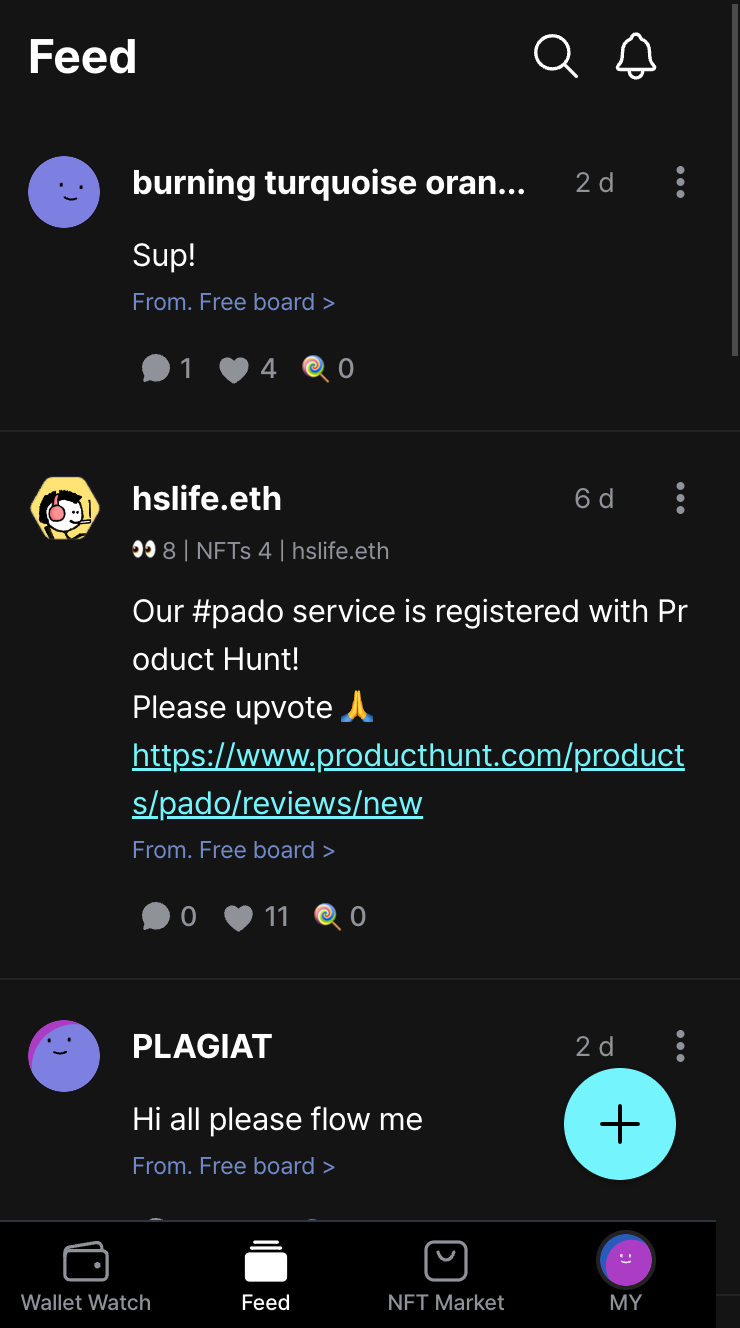 Feed
burning turquoise oran...
2 d
Sup!
From. Free board >
1 4 0
hslife.eth
6 d
8 | NFTs 4 | hslife.eth
Our #pado service is registered with Pr
oduct Hunt!
Please upvote 🙏
https://www.producthunt.com/product
s/pado/reviews/new
From. Free board >
0 11 0
PLAGIAT
2 d
Hi all please flow me
From. Free board >
Wallet Watch
Feed
NFT Market
MY